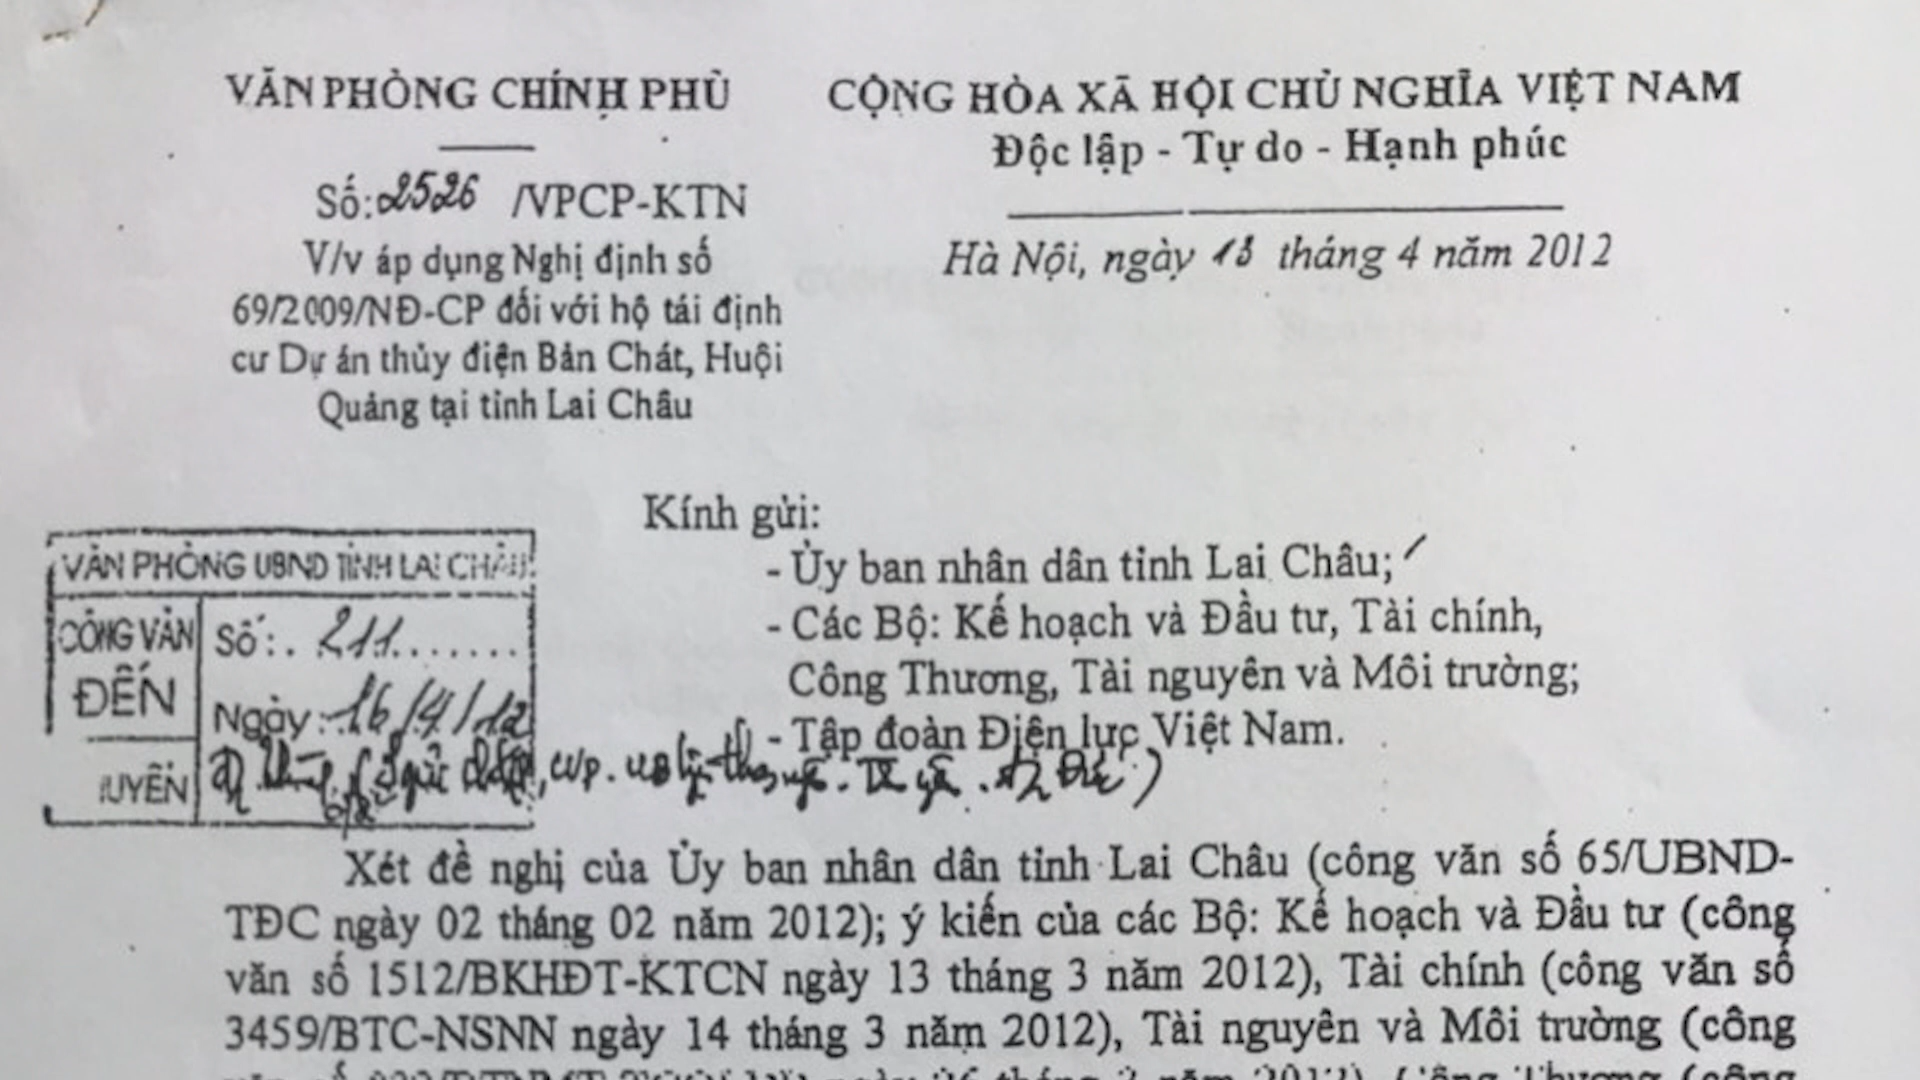 VĂN PHÒNG CHÍNH PHỦ
CỘNG HÒA XÃ HỘI CHỦ NGHĨA VIỆT NAM
Độc lập - Tự do - Hạnh phúc
Số: 2526 /VPCP-KTN
Hà Nội, ngày 13 tháng 4 năm 2012
V/v áp dụng Nghị định số
69/2009/NĐ-CP đối với hộ tái định
cư Dự án thủy điện Bản Chát, Huội
Quảng tại tỉnh Lai Châu
Kính gửi:
- Ủy ban nhân dân tỉnh Lai Châu;
- Các Bộ: Kế hoạch và Đầu tư, Tài chính,
Công Thương, Tài nguyên và Môi trường;
- Tập đoàn Điện lực Việt Nam.
VĂN PHÒNG UBND TỈNH LAI CHÂU
CÔNG VĂN
ĐẾN
Số: 211
Ngày: 16/4/12
Xét đề nghị của Ủy ban nhân dân tỉnh Lai Châu (công văn số 65/UBND-
TĐC ngày 02 tháng 02 năm 2012); ý kiến của các Bộ: Kế hoạch và Đầu tư (công
văn số 1512/BKHĐT-KTCN ngày 13 tháng 3 năm 2012), Tài chính (công văn số
3459/BTC-NSNN ngày 14 tháng 3 năm 2012), Tài nguyên và Môi trường (công